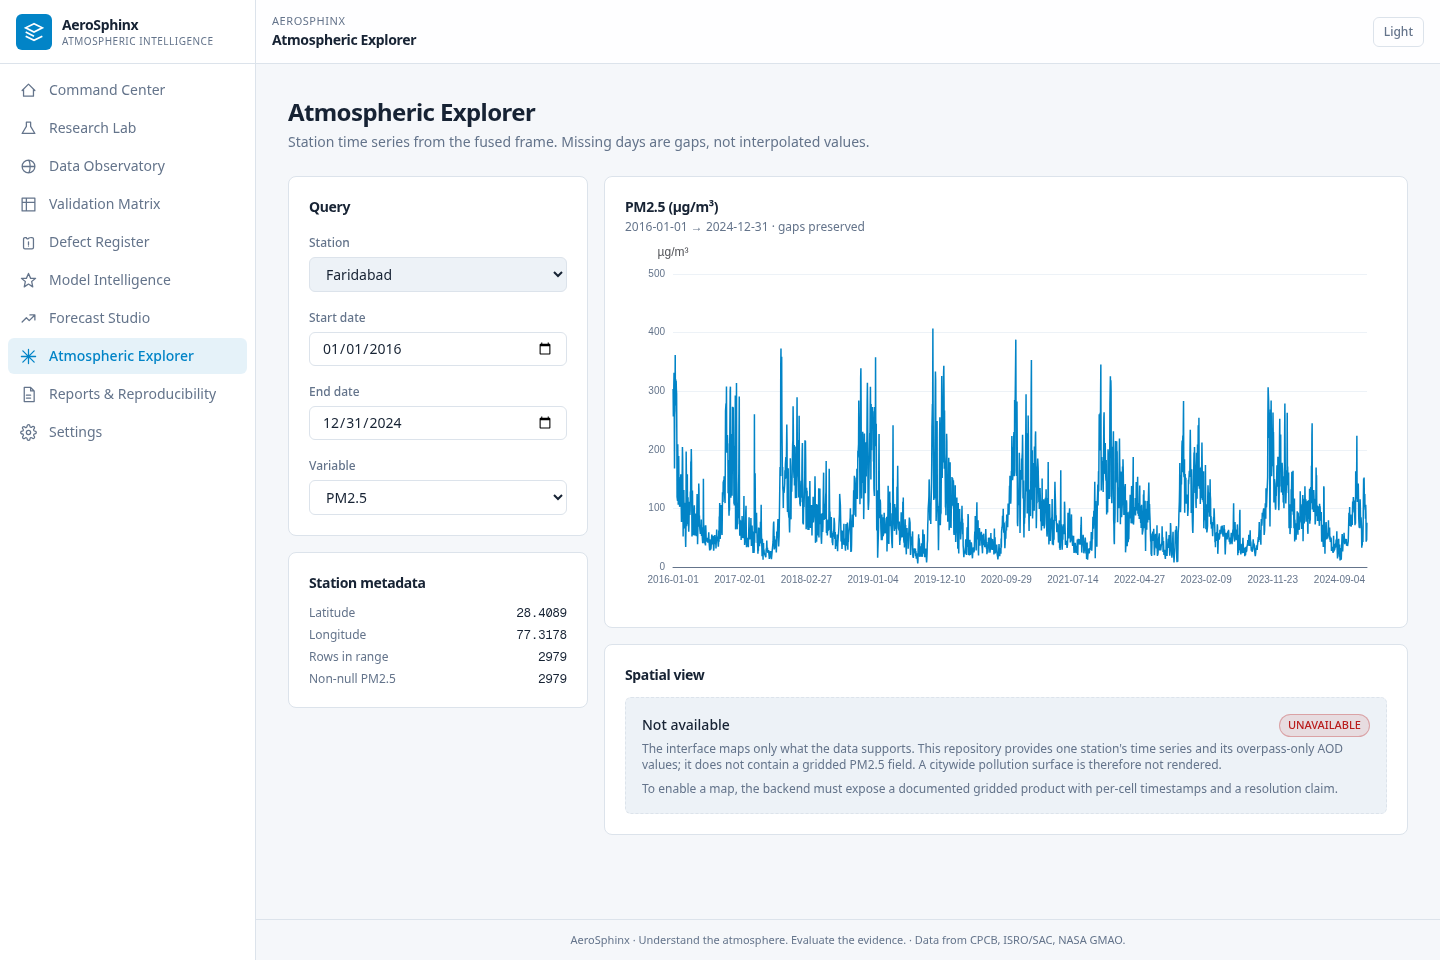 AeroSphinx
ATMOSPHERIC INTELLIGENCE
Command Center
Research Lab
Data Observatory
Validation Matrix
Defect Register
Model Intelligence
Forecast Studio
Atmospheric Explorer
Reports & Reproducibility
Settings
AEROSPHINX
Atmospheric Explorer
Light
Atmospheric Explorer
Station time series from the fused frame. Missing days are gaps, not interpolated values.
Query
Station
Faridabad
Start date
01/01/2016
End date
12/31/2024
Variable
PM2.5
Station metadata
Latitude 28.4089
Longitude 77.3178
Rows in range 2979
Non-null PM2.5 2979
PM2.5 (µg/m³)
2016-01-01 → 2024-12-31 · gaps preserved
µg/m³
500
400
300
200
100
0
2016-01-01 2017-02-01 2018-02-27 2019-01-04 2019-12-10 2020-09-29 2021-07-14 2022-04-27 2023-02-09 2023-11-23 2024-09-04
Spatial view
Not available UNAVAILABLE
The interface maps only what the data supports. This repository provides one station's time series and its overpass-only AOD
values; it does not contain a gridded PM2.5 field. A citywide pollution surface is therefore not rendered.
To enable a map, the backend must expose a documented gridded product with per-cell timestamps and a resolution claim.
AeroSphinx · Understand the atmosphere. Evaluate the evidence. · Data from CPCB, ISRO/SAC, NASA GMAO.